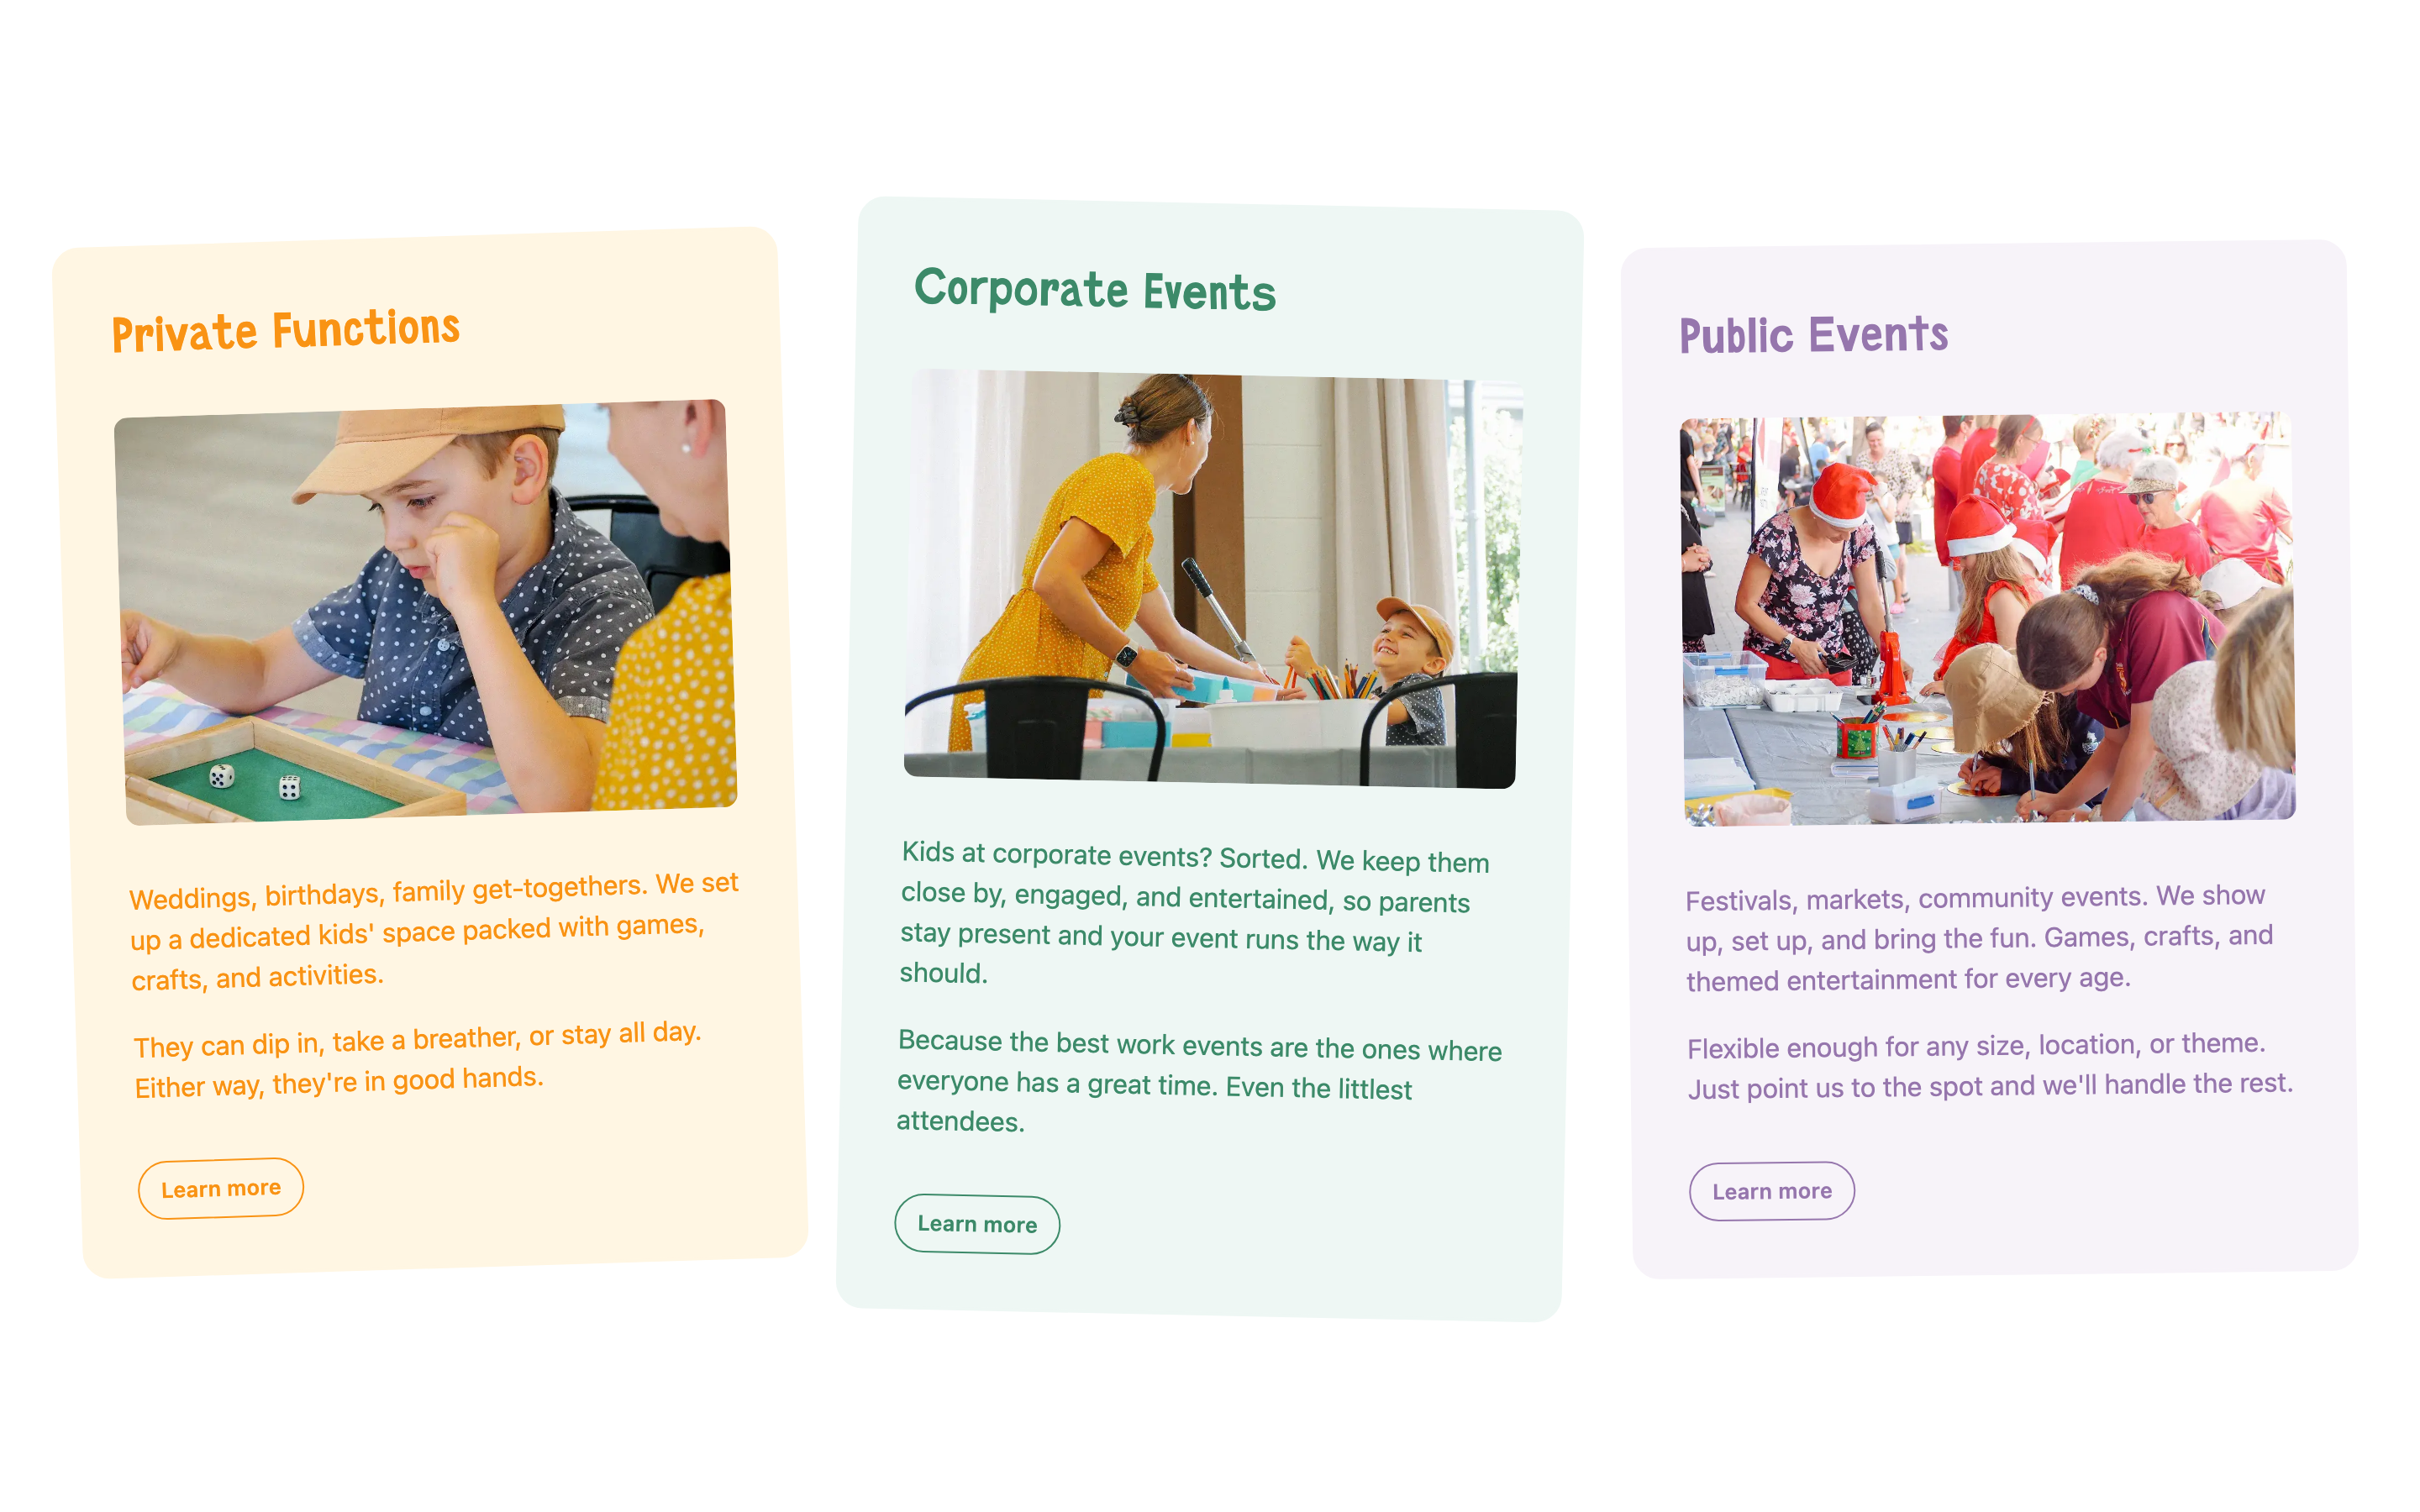 Private Functions
Weddings, birthdays, family get-togethers. We set
up a dedicated kids' space packed with games,
crafts, and activities.
They can dip in, take a breather, or stay all day.
Either way, they're in good hands.
Learn more
Corporate Events
Kids at corporate events? Sorted. We keep them
close by, engaged, and entertained, so parents
stay present and your event runs the way it
should.
Because the best work events are the ones where
everyone has a great time. Even the littlest
attendees.
Learn more
Public Events
Festivals, markets, community events. We show
up, set up, and bring the fun. Games, crafts, and
themed entertainment for every age.
Flexible enough for any size, location, or theme.
Just point us to the spot and we'll handle the rest.
Learn more